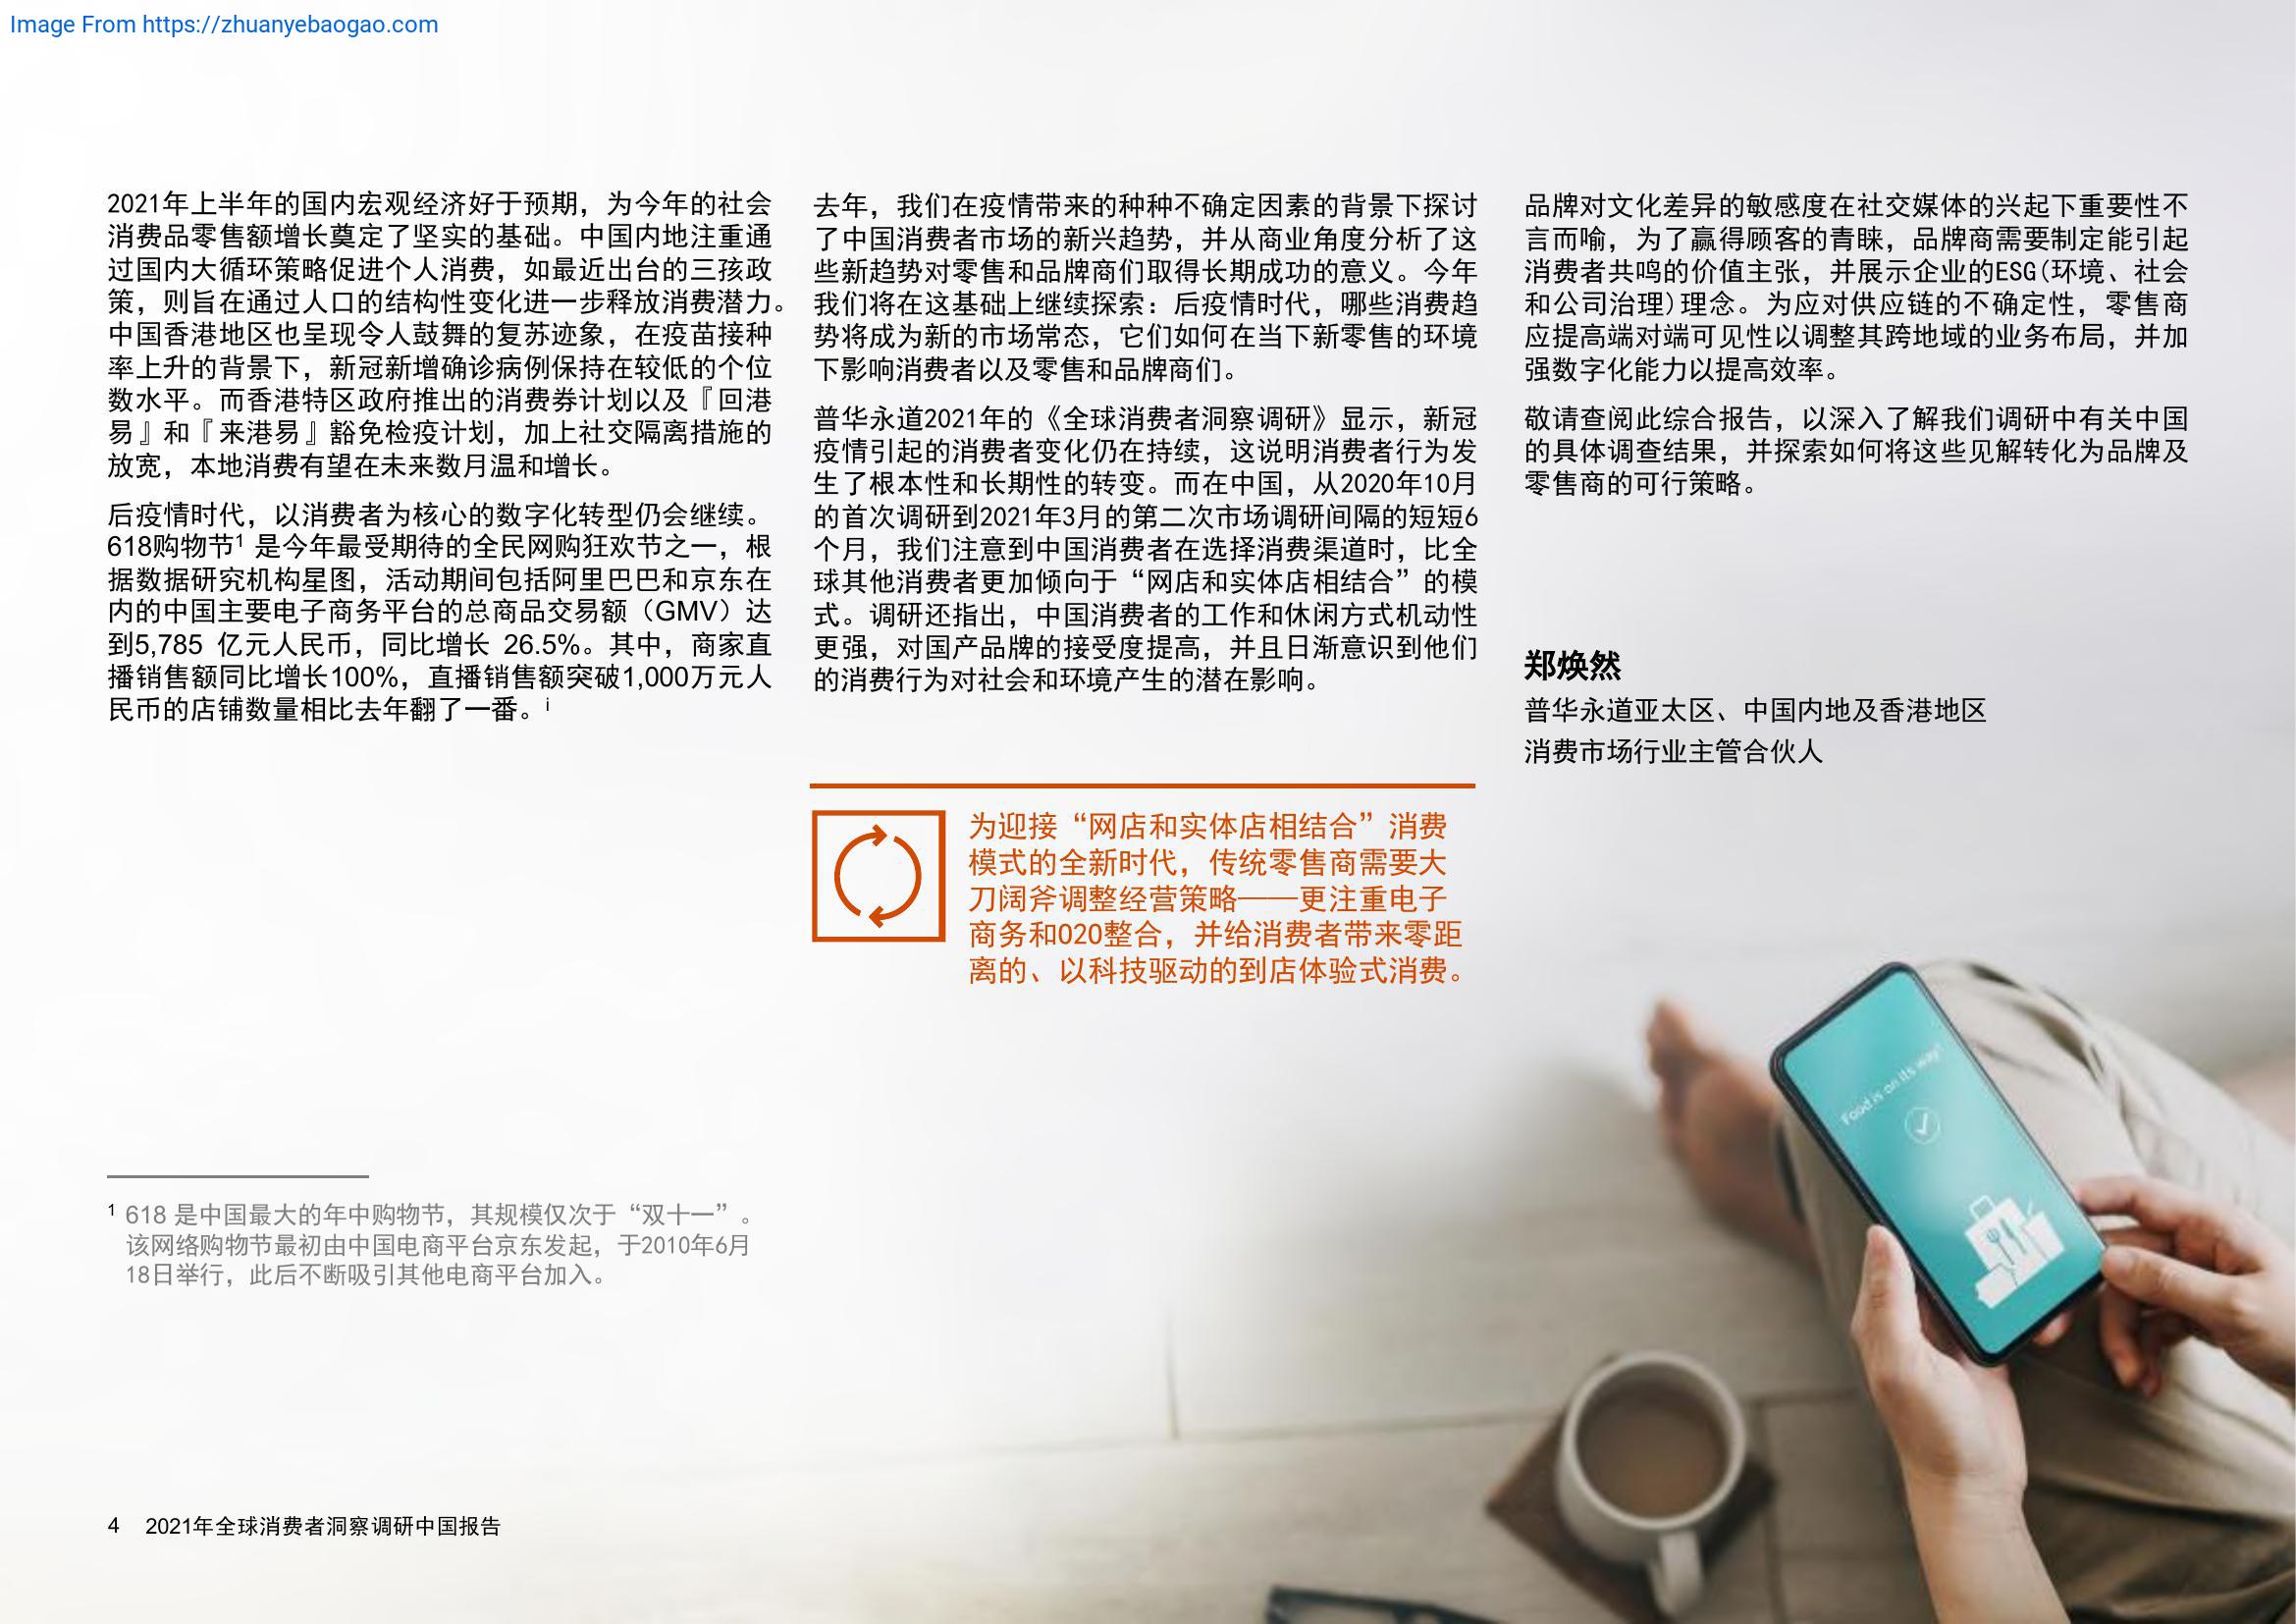 Image From https://zhuanyebaogao.com
2021年上半年的国内宏观经济好于预期，为今年的社会
消费品零售额增长奠定了坚实的基础。中国内地注重通
过国内大循环策略促进个人消费，如最近出台的三孩政
策，则旨在通过人口的结构性变化进一步释放消费潜力。
中国香港地区也呈现令人鼓舞的复苏迹象，在疫苗接种
率上升的背景下，新冠新增确诊病例保持在较低的个位
数水平。而香港特区政府推出的消费券计划以及『回港
易』和『来港易』豁免检疫计划，加上社交隔离措施的
放宽，本地消费有望在未来数月温和增长。
后疫情时代，以消费者为核心的数字化转型仍会继续。
618购物节1 是今年最受期待的全民网购狂欢节之一，根
据数据研究机构星图，活动期间包括阿里巴巴和京东在
内的中国主要电子商务平台的总商品交易额（GMV）达
到5,785 亿元人民币，同比增长 26.5%。其中，商家直
播销售额同比增长100%，直播销售额突破1,000万元人
民币的店铺数量相比去年翻了一番。i
1 618 是中国最大的年中购物节，其规模仅次于“双十一”。
该网络购物节最初由中国电商平台京东发起，于2010年6月
18日举行，此后不断吸引其他电商平台加入。
去年，我们在疫情带来的种种不确定因素的背景下探讨
了中国消费者市场的新兴趋势，并从商业角度分析了这
些新趋势对零售和品牌商们取得长期成功的意义。今年
我们将在这基础上继续探索：后疫情时代，哪些消费趋
势将成为新的市场常态，它们如何在当下新零售的环境
下影响消费者以及零售和品牌商们。
普华永道2021年的《全球消费者洞察调研》显示，新冠
疫情引起的消费者变化仍在持续，这说明消费者行为发
生了根本性和长期性的转变。而在中国，从2020年10月
的首次调研到2021年3月的第二次市场调研间隔的短短6
个月，我们注意到中国消费者在选择消费渠道时，比全
球其他消费者更加倾向于“网店和实体店相结合”的模
式。调研还指出，中国消费者的工作和休闲方式机动性
更强，对国产品牌的接受度提高，并且日渐意识到他们
的消费行为对社会和环境产生的潜在影响。
为迎接“网店和实体店相结合”消费
模式的全新时代，传统零售商需要大
刀阔斧调整经营策略——更注重电子
商务和O2O整合，并给消费者带来零距
离的、以科技驱动的到店体验式消费。
品牌对文化差异的敏感度在社交媒体的兴起下重要性不
言而喻，为了赢得顾客的青睐，品牌商需要制定能引起
消费者共鸣的价值主张，并展示企业的ESG(环境、社会
和公司治理)理念。为应对供应链的不确定性，零售商
应提高端对端可见性以调整其跨地域的业务布局，并加
强数字化能力以提高效率。
敬请查阅此综合报告，以深入了解我们调研中有关中国
的具体调查结果，并探索如何将这些见解转化为品牌及
零售商的可行策略。
郑焕然
普华永道亚太区、中国内地及香港地区
消费市场行业主管合伙人
Food is on its way!
4 2021年全球消费者洞察调研中国报告